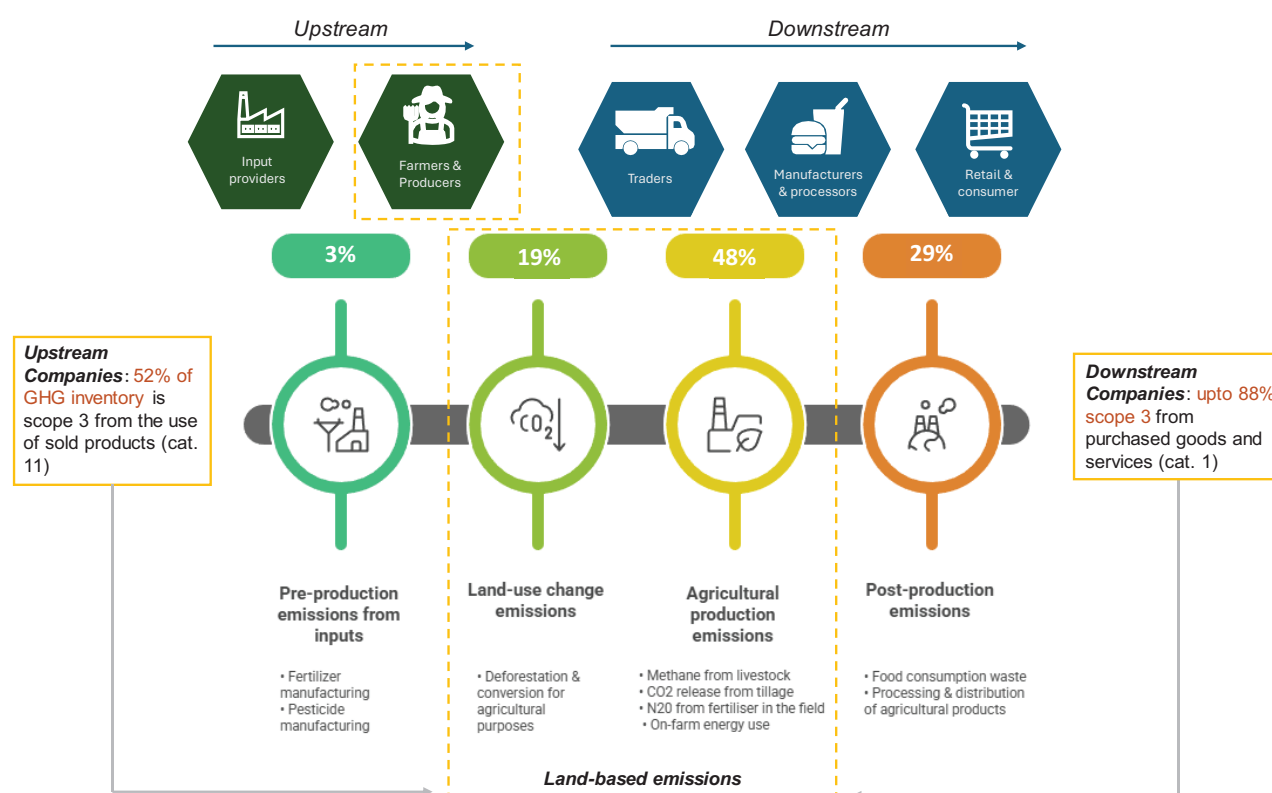 Upstream
Downstream
Input
providers
Farmers &
Producers
Traders
Manufacturers
& processors
Retail &
consumer
3%
19%
48%
29%
Upstream
Companies: 52% of
GHG inventory is
scope 3 from the use
of sold products (cat.
11)
Downstream
Companies: upto 88%
scope 3 from
purchased goods and
services (cat. 1)
CO2
Pre-production
emissions from
inputs
• Fertilizer
manufacturing
• Pesticide
manufacturing
Land-use change
emissions
• Deforestation &
conversion for
agricultural
purposes
Agricultural
production
emissions
• Methane from livestock
• CO2 release from tillage
• N20 from fertiliser in the field
• On-farm energy use
Post-production
emissions
• Food consumption waste
• Processing & distribution
of agricultural products
Land-based emissions